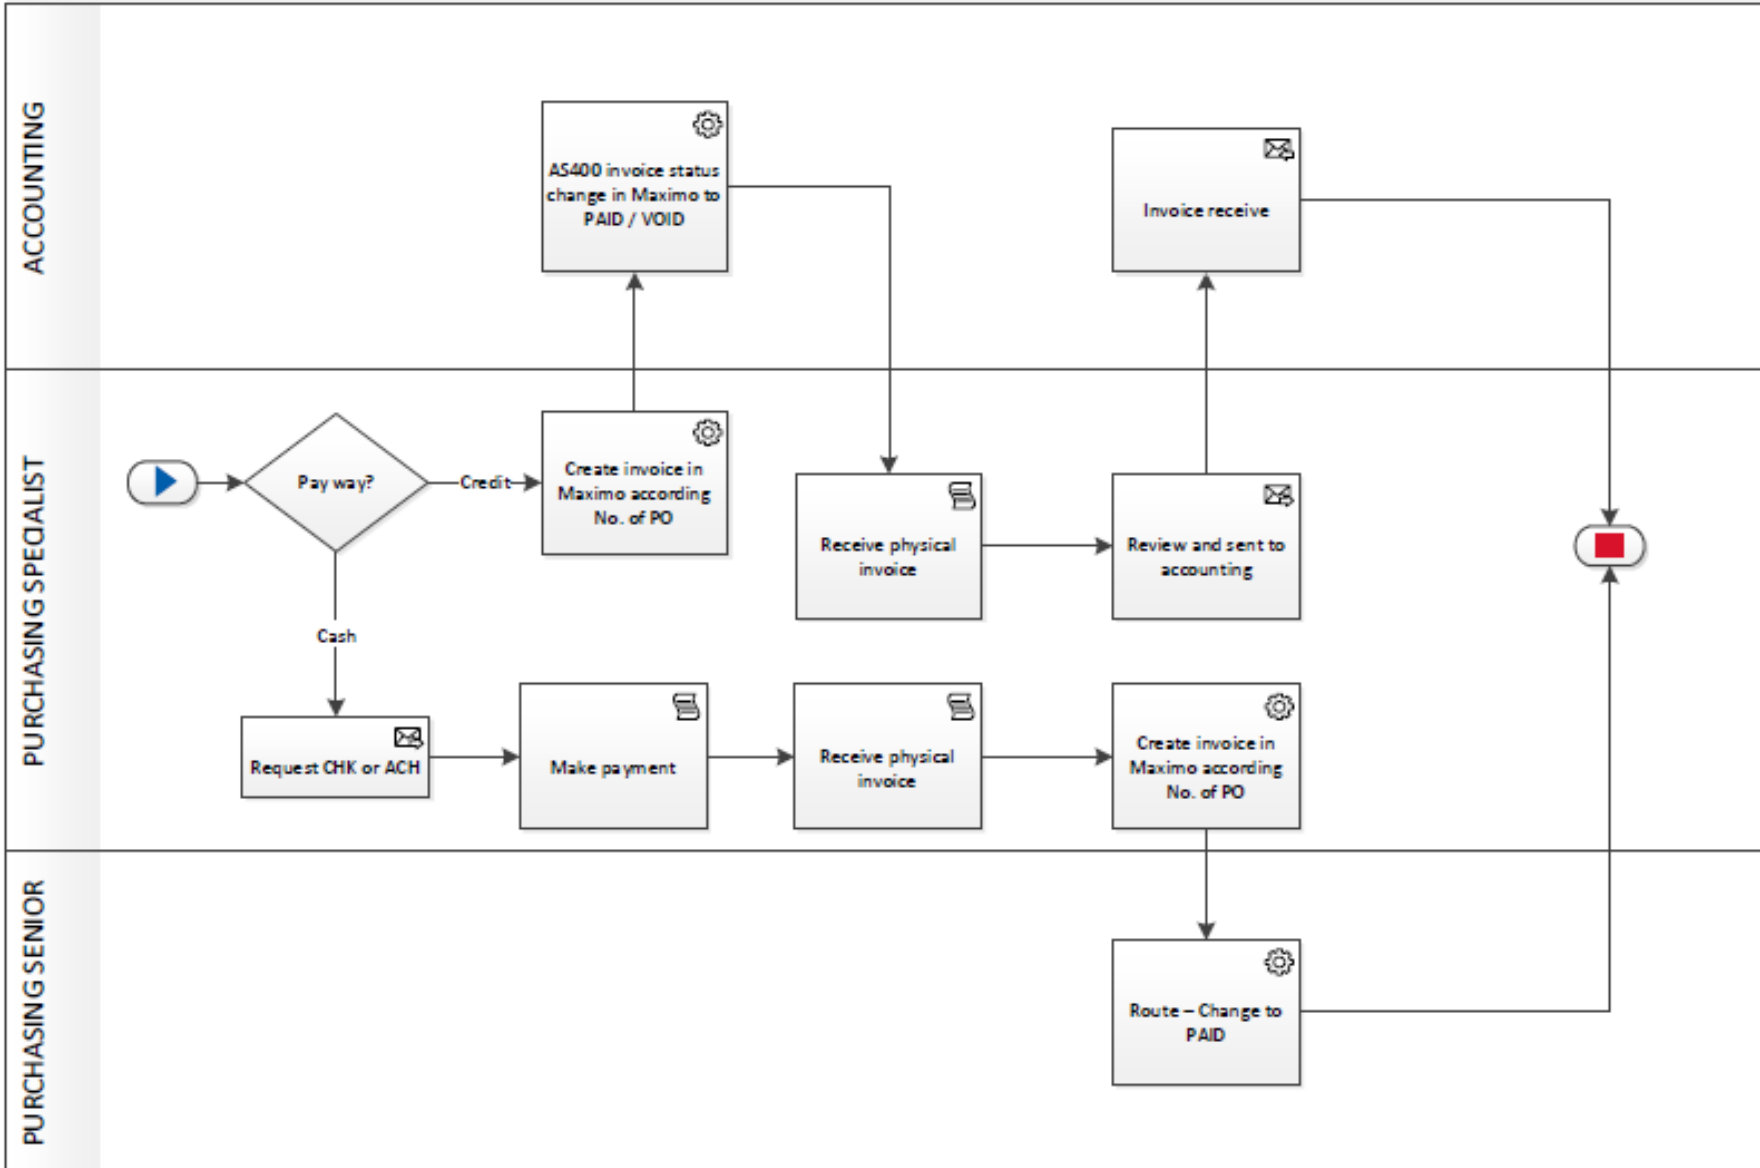 ACCOUNTING
AS400 invoice status
change in Maximo to
PAID / VOID
Invoice receive
PURCHASING SPECIALIST
Pay way?
Credit
Create invoice in
Maximo according
No. of PO
Receive physical
invoice
Review and sent to
accounting
Cash
Request CHK or ACH
Make payment
Receive physical
invoice
Create invoice in
Maximo according
No. of PO
PURCHASING SENIOR
Route – Change to
PAID